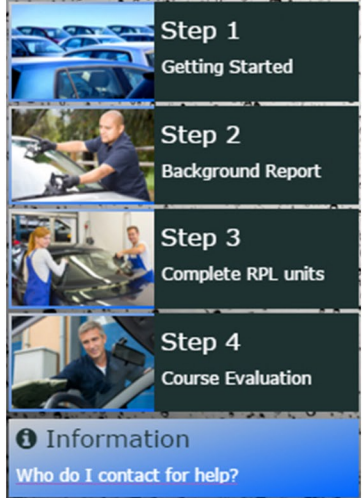 Step 1
Getting Started
Step 2
Background Report
Step 3
Complete RPL units
Step 4
Course Evaluation
Information
Who do I contact for help?